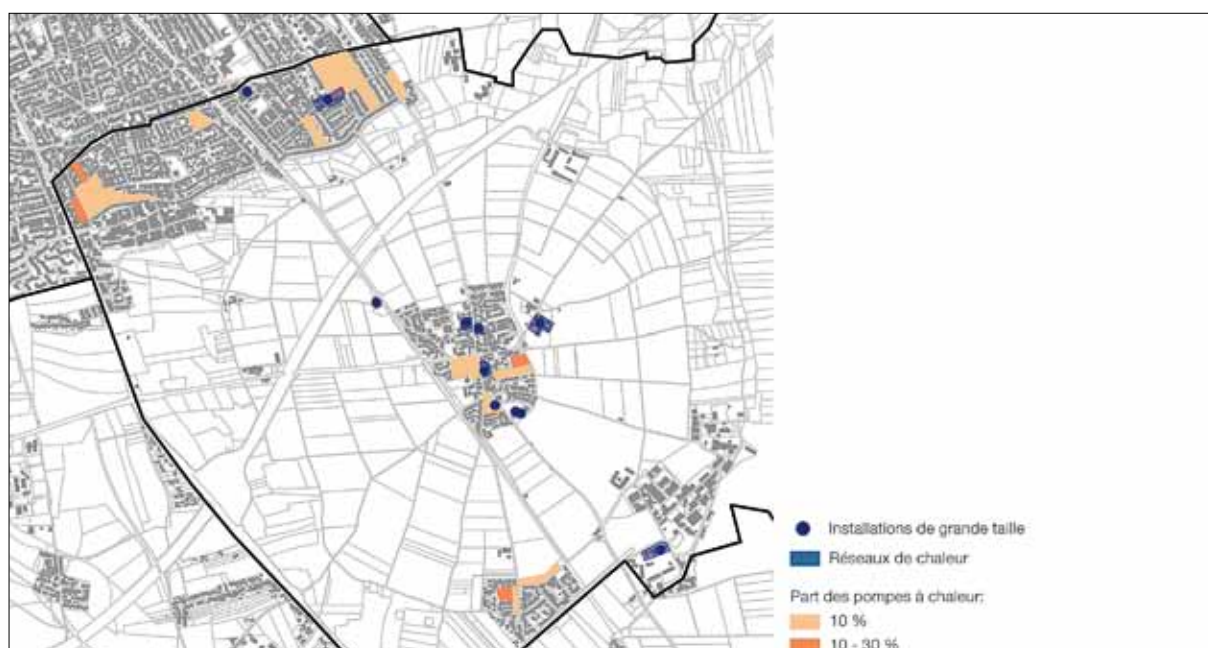 Installations de grande taille
Réseaux de chaleur
Part des pompes à chaleur:
10 %
10 - 30 %